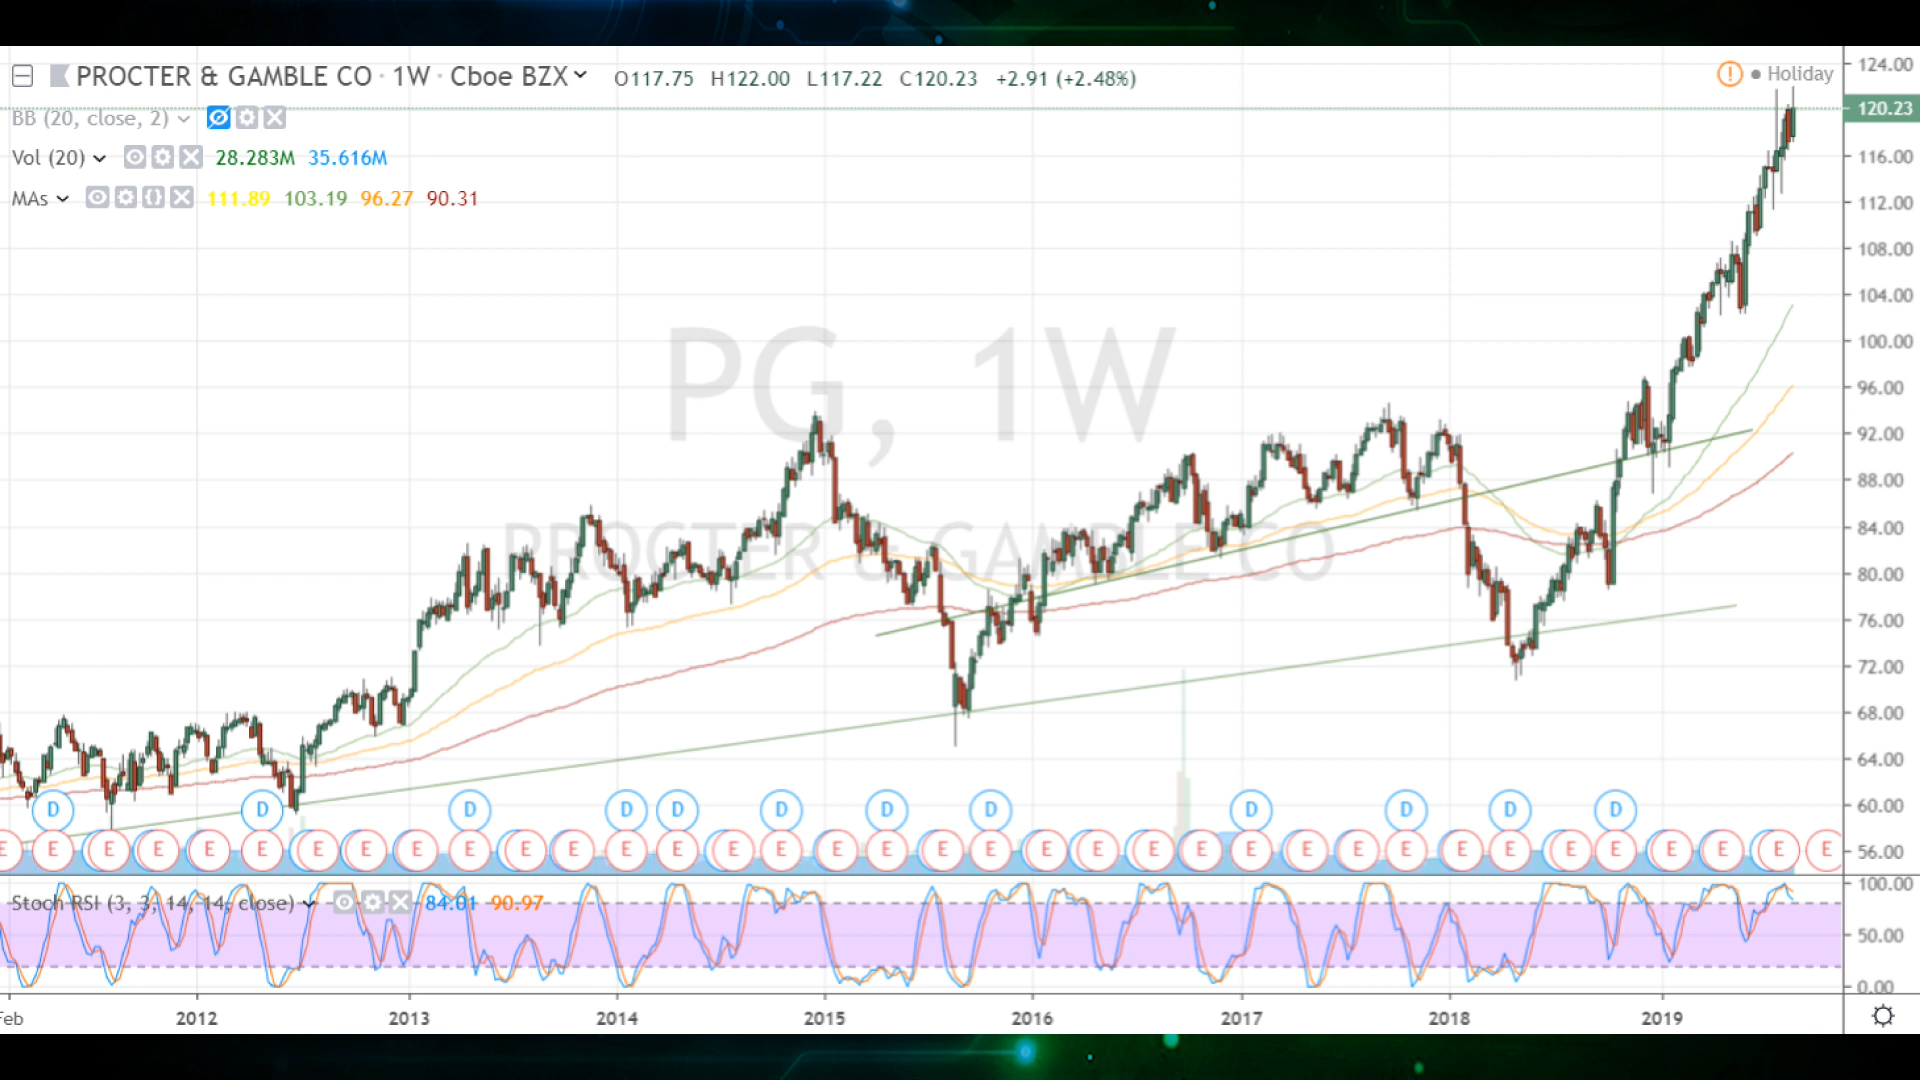 PROCTER & GAMBLE CO · 1W · Cboe BZX O117.75 H122.00 L117.22 C120.23 +2.91 (+2.48%)
Holiday
BB (20, close, 2)
Vol (20) 28.283M 35.616M
MAs 111.89 103.19 96.27 90.31
124.00
120.23
116.00
112.00
108.00
104.00
100.00
96.00
92.00
88.00
84.00
80.00
76.00
72.00
68.00
64.00
60.00
56.00
PG, 1W
PROCTER & GAMBLE CO
D D D D D D D D D D D D
E E E E E E E E E E E E E E E E E E E E E E E E E E E E E E E E E E E E
Stoch RSI (3, 3, 14, 14, close) 84.01 90.97
100.00
50.00
0.00
Feb 2012 2013 2014 2015 2016 2017 2018 2019